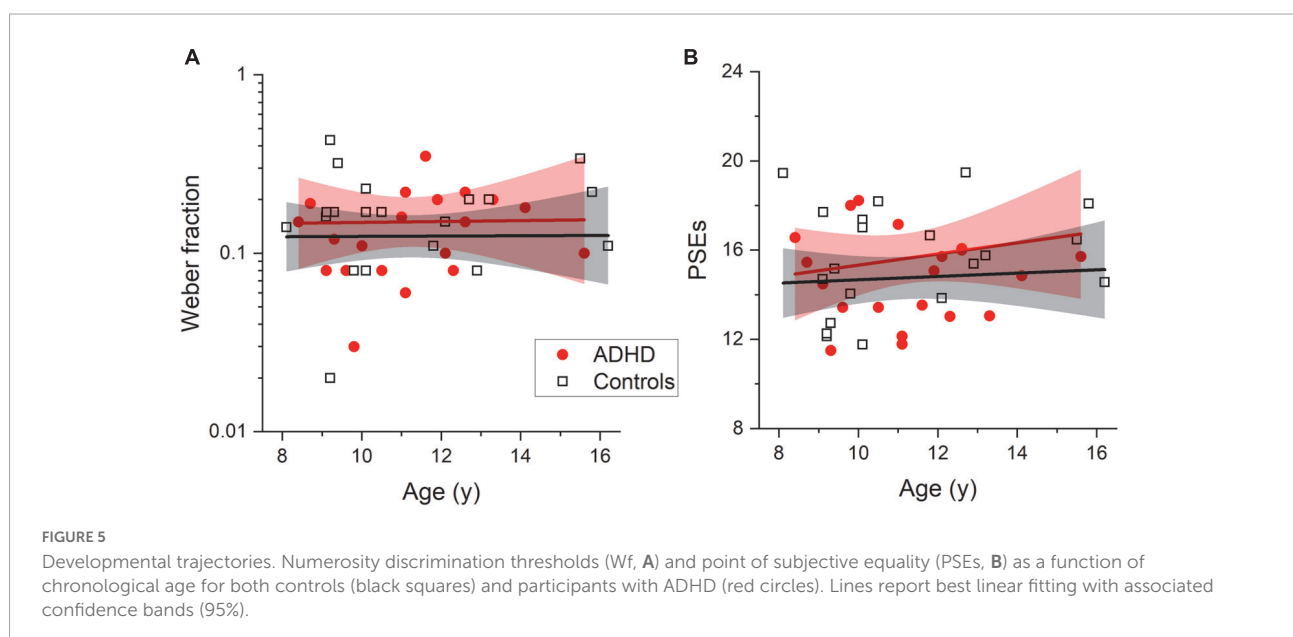 A
B
1
0.1
0.01
Weber fraction
8
10
12
14
16
Age (y)
ADHD
Controls
24
20
16
12
8
PSEs
8
10
12
14
16
Age (y)
FIGURE 5
Developmental trajectories. Numerosity discrimination thresholds (Wf, A) and point of subjective equality (PSEs, B) as a function of
chronological age for both controls (black squares) and participants with ADHD (red circles). Lines report best linear fitting with associated
confidence bands (95%).